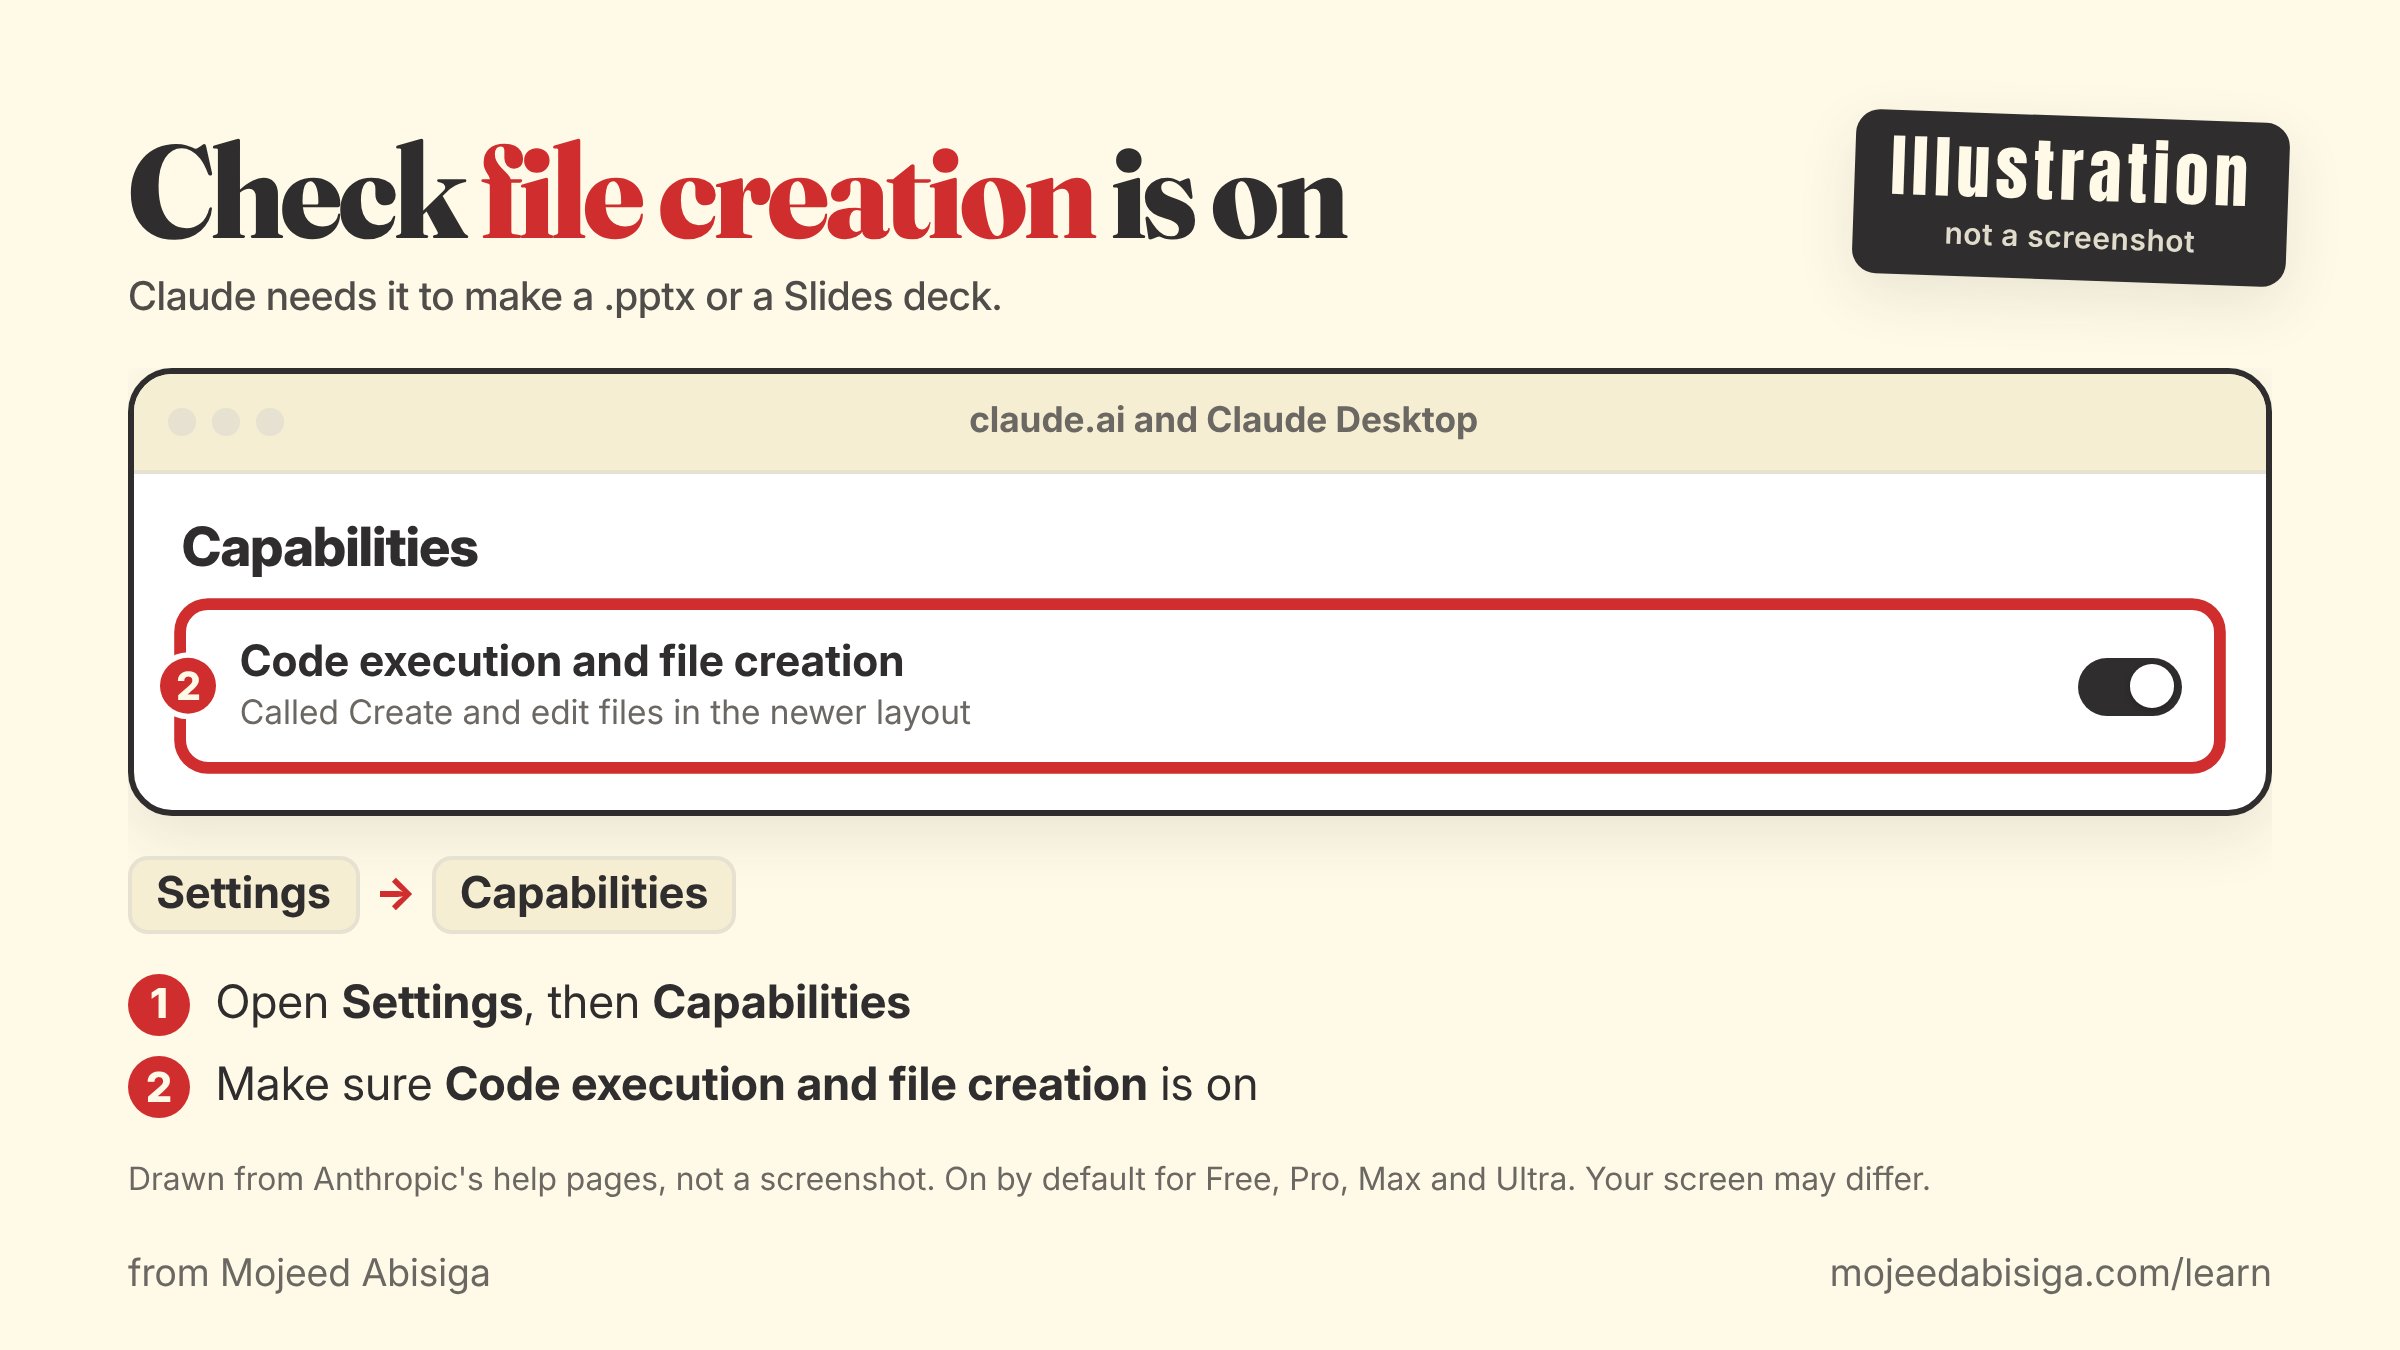 Check file creation is on
Illustration
not a screenshot
Claude needs it to make a .pptx or a Slides deck.
claude.ai and Claude Desktop
Capabilities
2
Code execution and file creation
Called Create and edit files in the newer layout
Settings → Capabilities
1 Open Settings, then Capabilities
2 Make sure Code execution and file creation is on
Drawn from Anthropic's help pages, not a screenshot. On by default for Free, Pro, Max and Ultra. Your screen may differ.
from Mojeed Abisiga
mojeedabisiga.com/learn